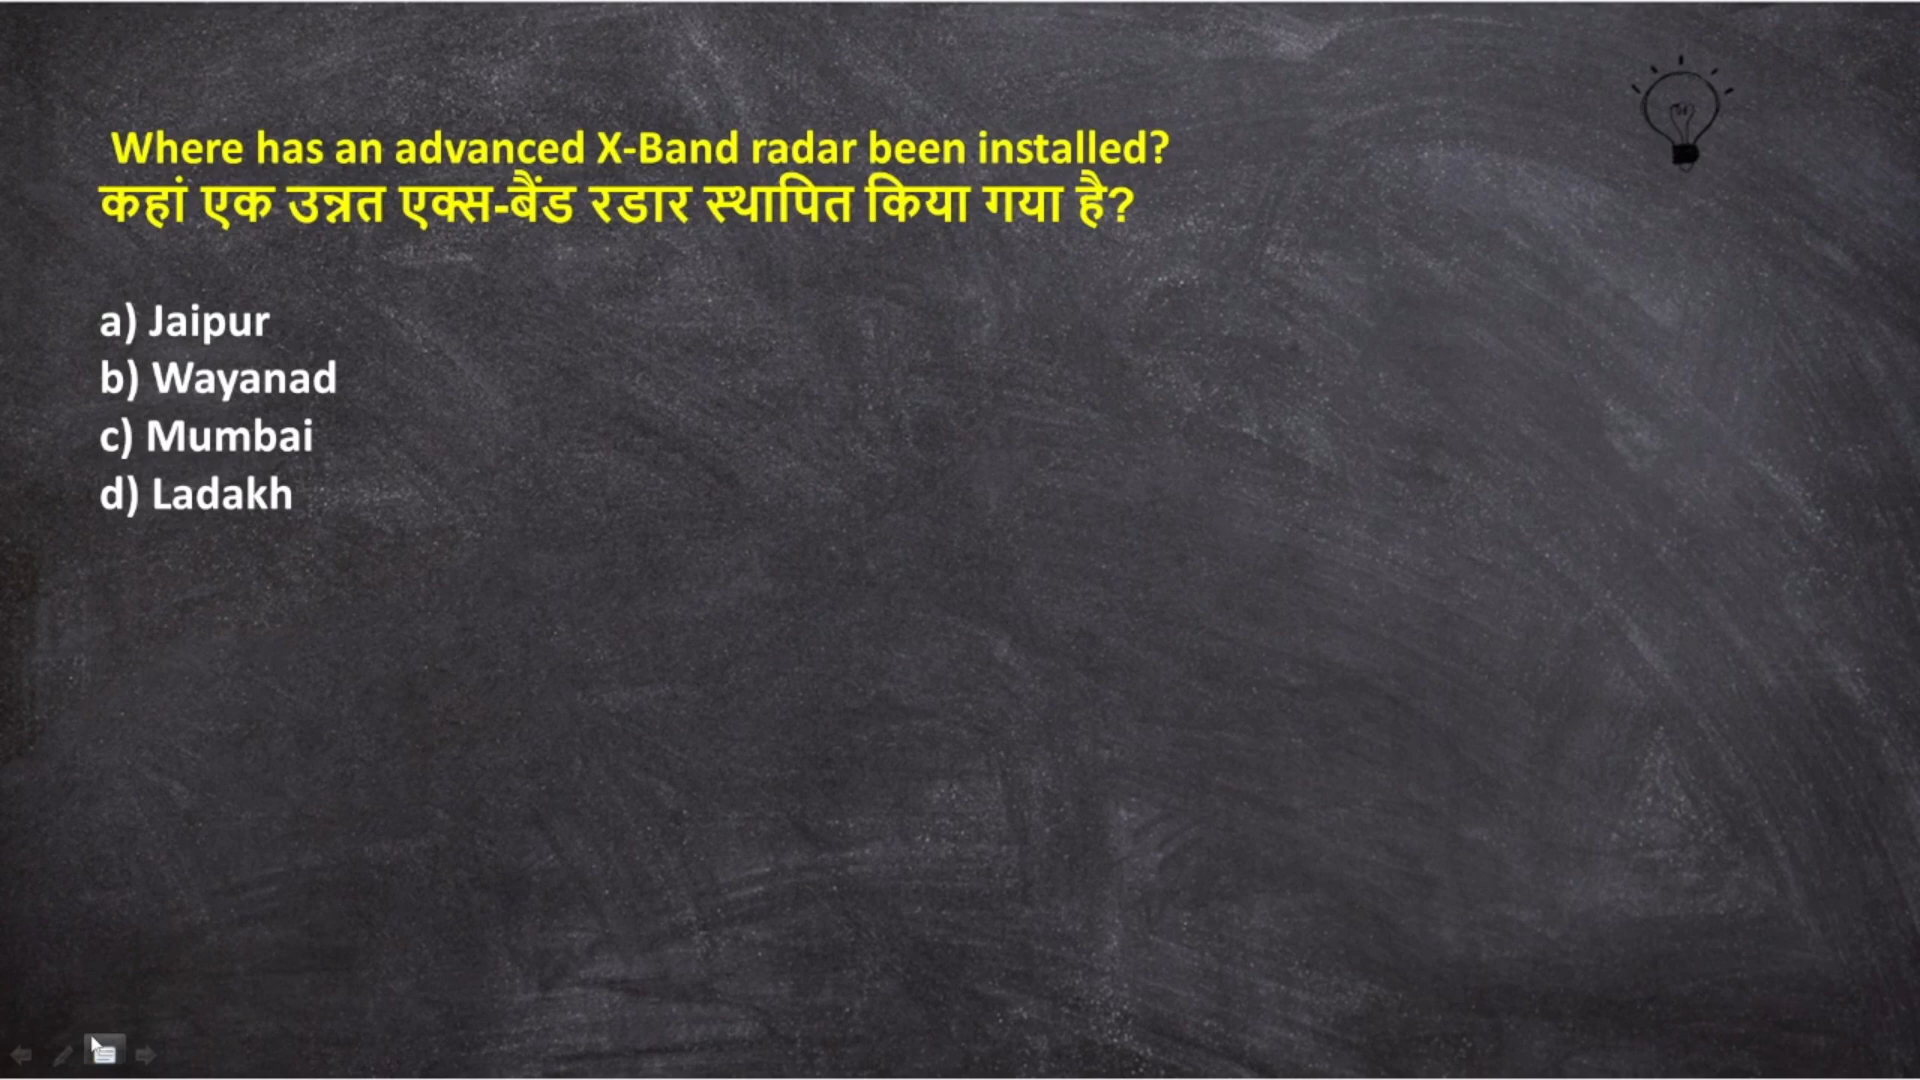 Where has an advanced X-Band radar been installed?
कहां एक उन्नत एक्स-बैंड रडार स्थापित किया गया है?
a) Jaipur
b) Wayanad
c) Mumbai
d) Ladakh